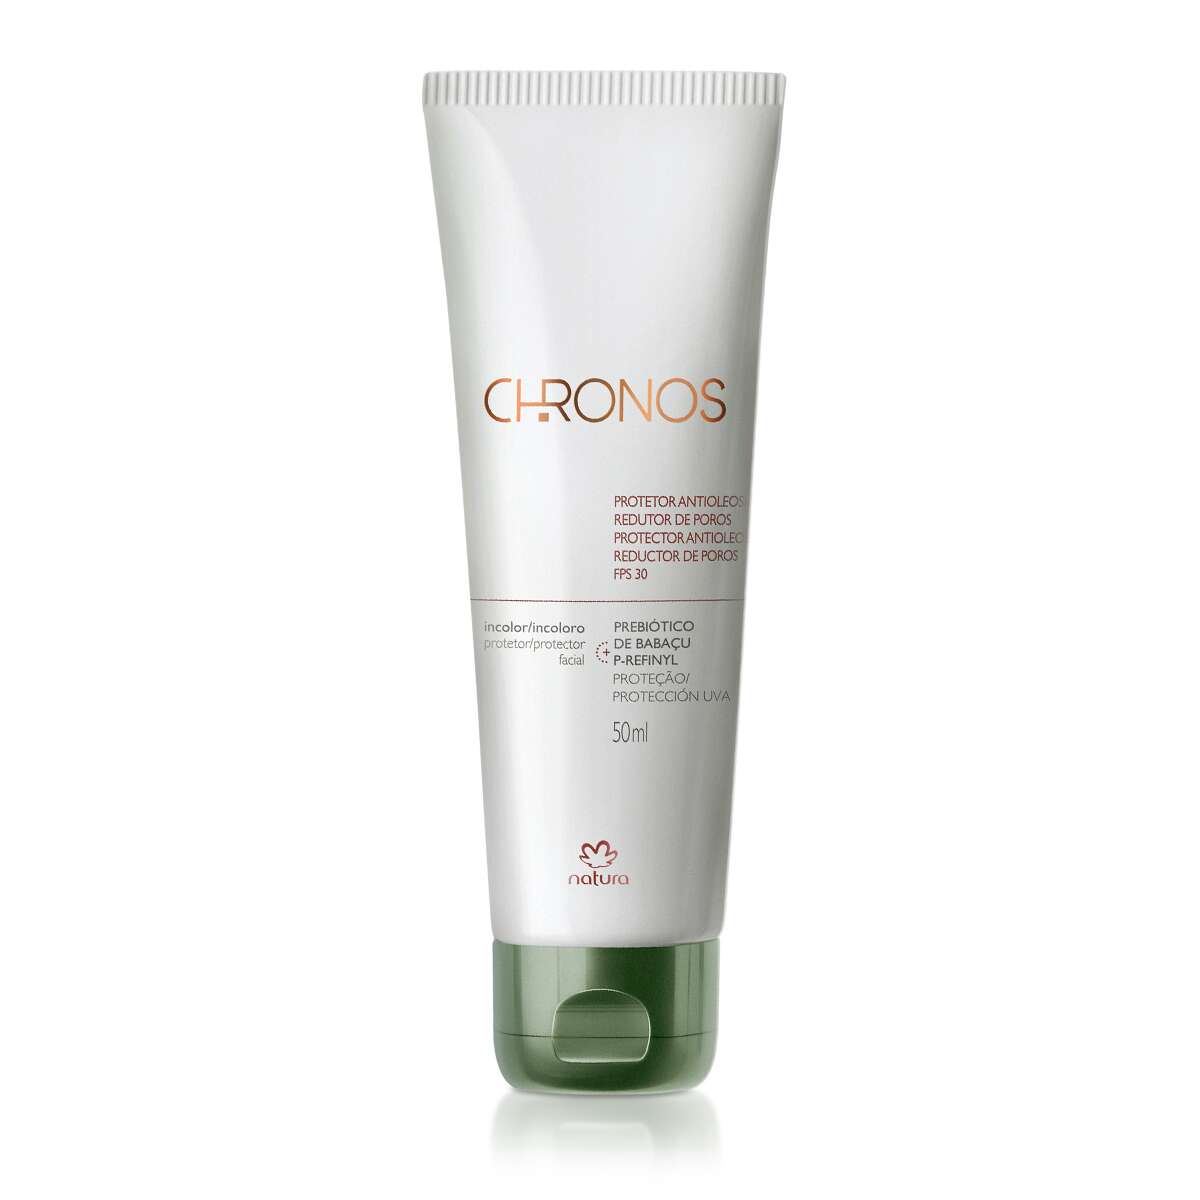 CHRONOS
PROTETOR ANTIOLEOS
REDUTOR DE POROS
PROTECTOR ANTIOLEO
REDUCTOR DE POROS
FPS 30
incolor/incoloro
protetor/protector
facial
+
PREBIÓTICO
DE BABAÇU
P-REFINYL
PROTEÇÃO/
PROTECCIÓN UVA
50ml
natura